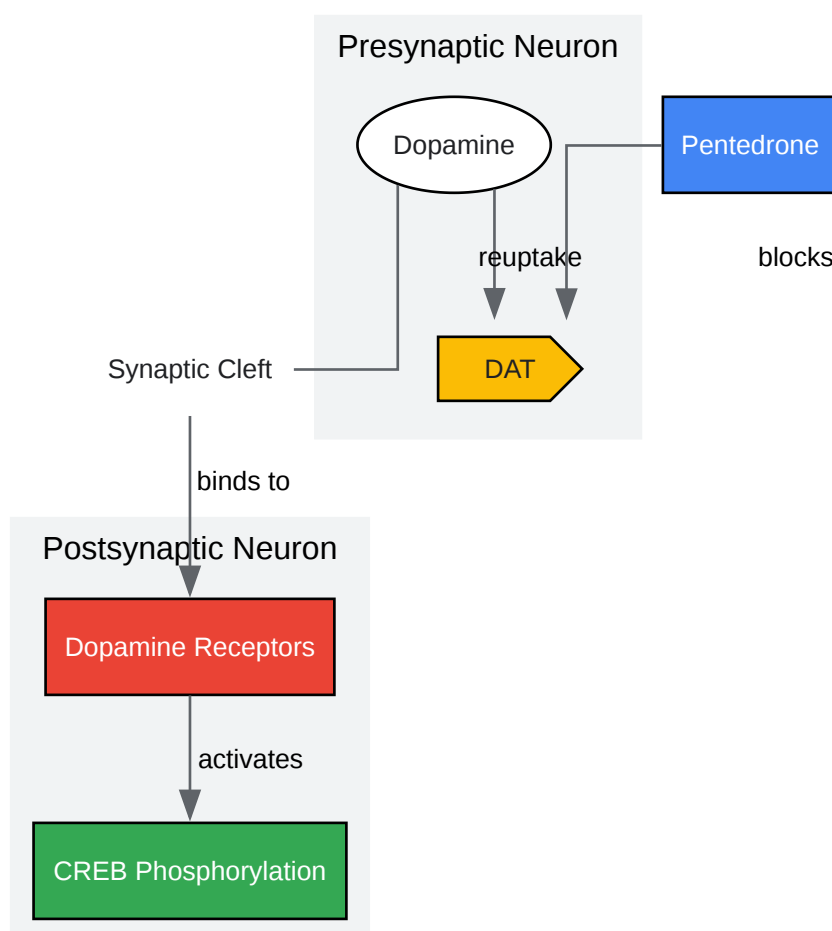 Presynaptic Neuron
Dopamine
Pentedrone
reuptake
blocks
DAT
Synaptic Cleft
binds to
Postsynaptic Neuron
Dopamine Receptors
activates
CREB Phosphorylation